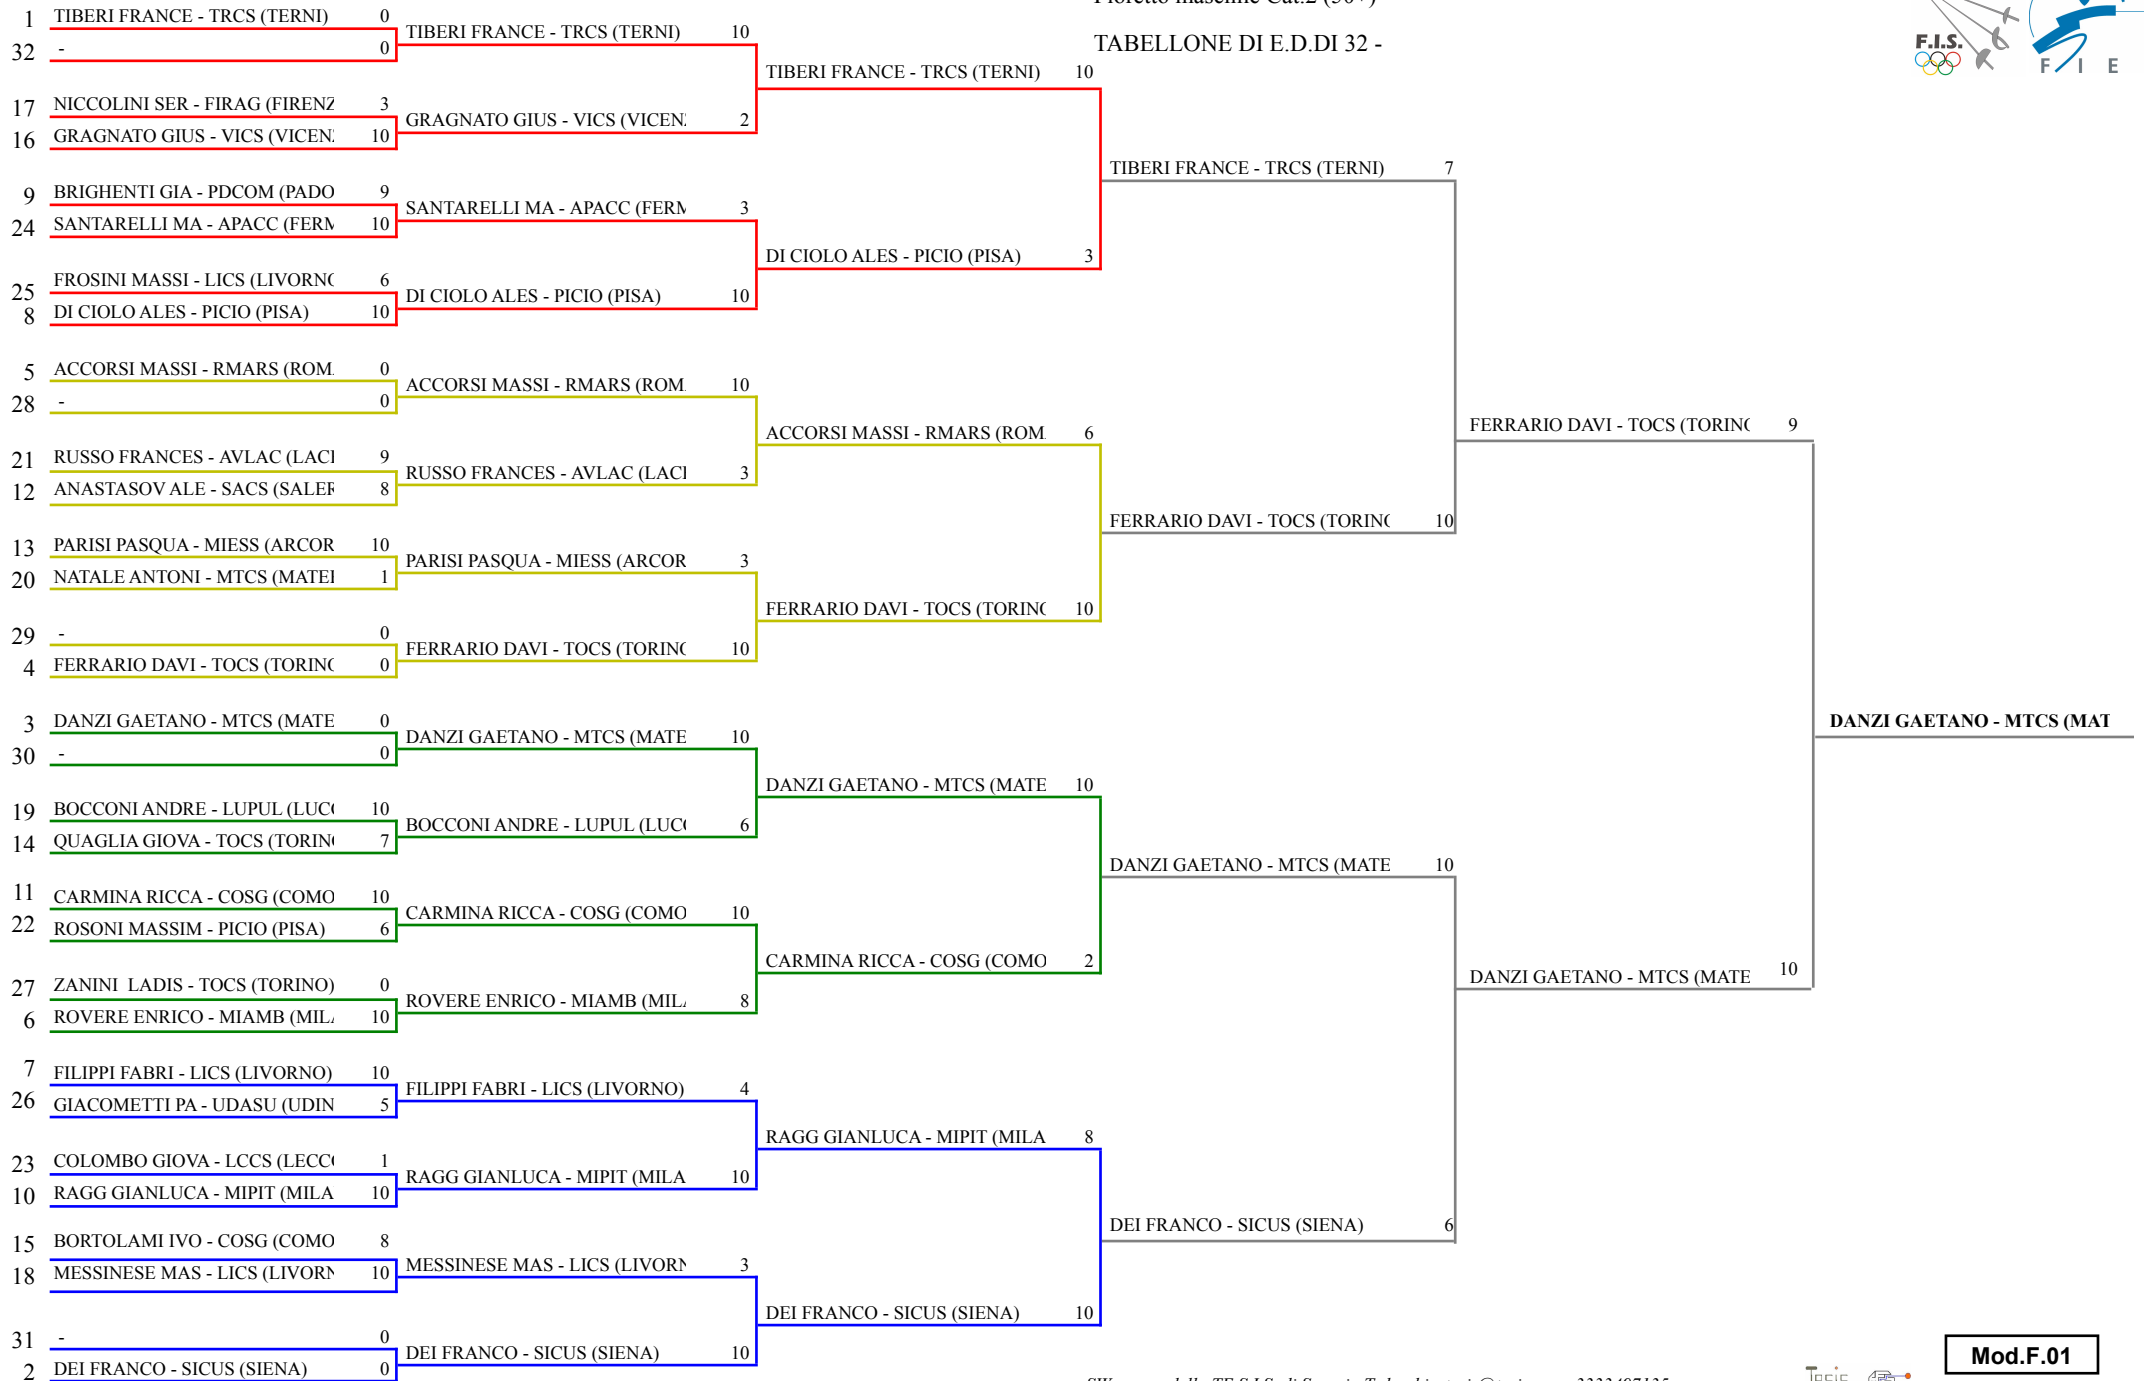 Fioretto maschile Cat.2 (50+)
TABELLONE DI E.D.DI 32 -
F.I.S.
F I E
1 TIBERI FRANCE - TRCS (TERNI) 0
32 - 0
17 NICCOLINI SER - FIRAG (FIRENZ 3
16 GRAGNATO GIUS - VICS (VICEN 10
9 BRIGHENTI GIA - PDCOM (PADO 9
24 SANTARELLI MA - APACC (FERM 10
25 FROSINI MASSI - LICS (LIVORNO 6
8 DI CIOLO ALES - PICIO (PISA) 10
5 ACCORSI MASSI - RMARS (ROM 0
28 - 0
21 RUSSO FRANCES - AVLAC (LACI 9
12 ANASTASOV ALE - SACS (SALER 8
13 PARISI PASQUA - MIESS (ARCOR 10
20 NATALE ANTONI - MTCS (MATE 1
29 - 0
4 FERRARIO DAVI - TOCS (TORINO 0
3 DANZI GAETANO - MTCS (MATE 0
30 - 0
19 BOCCONI ANDRE - LUPUL (LUC 10
14 QUAGLIA GIOVA - TOCS (TORIN 7
11 CARMINA RICCA - COSG (COMO 10
22 ROSONI MASSIM - PICIO (PISA) 6
27 ZANINI LADIS - TOCS (TORINO) 0
6 ROVERE ENRICO - MIAMB (MIL 10
7 FILIPPI FABRI - LICS (LIVORNO) 10
26 GIACOMETTI PA - UDASU (UDIN 5
23 COLOMBO GIOVA - LCCS (LECC 1
10 RAGG GIANLUCA - MIPIT (MILA 10
15 BORTOLAMI IVO - COSG (COMO 8
18 MESSINESE MAS - LICS (LIVORN 10
31 - 0
2 DEI FRANCO - SICUS (SIENA) 0
TIBERI FRANCE - TRCS (TERNI) 10
GRAGNATO GIUS - VICS (VICEN 2
SANTARELLI MA - APACC (FERM 3
DI CIOLO ALES - PICIO (PISA) 10
ACCORSI MASSI - RMARS (ROM 10
RUSSO FRANCES - AVLAC (LACI 3
PARISI PASQUA - MIESS (ARCOR 3
FERRARIO DAVI - TOCS (TORINO 10
DANZI GAETANO - MTCS (MATE 10
BOCCONI ANDRE - LUPUL (LUC 6
CARMINA RICCA - COSG (COMO 10
ROVERE ENRICO - MIAMB (MIL 8
FILIPPI FABRI - LICS (LIVORNO) 4
RAGG GIANLUCA - MIPIT (MILA 10
MESSINESE MAS - LICS (LIVORN 3
DEI FRANCO - SICUS (SIENA) 10
TIBERI FRANCE - TRCS (TERNI) 10
DI CIOLO ALES - PICIO (PISA) 3
ACCORSI MASSI - RMARS (ROM 6
FERRARIO DAVI - TOCS (TORINO 10
DANZI GAETANO - MTCS (MATE 10
CARMINA RICCA - COSG (COMO 2
RAGG GIANLUCA - MIPIT (MILA 8
DEI FRANCO - SICUS (SIENA) 10
TIBERI FRANCE - TRCS (TERNI) 7
FERRARIO DAVI - TOCS (TORINO 10
DANZI GAETANO - MTCS (MATE 10
DEI FRANCO - SICUS (SIENA) 6
FERRARIO DAVI - TOCS (TORINO 9
DANZI GAETANO - MTCS (MATE 10
DANZI GAETANO - MTCS (MAT
Mod.F.01